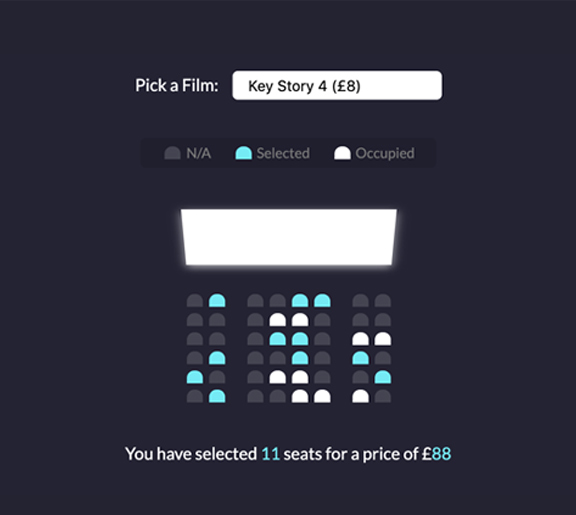 Pick a Film: Key Story 4 (£8)
N/A Selected Occupied
You have selected 11 seats for a price of £88